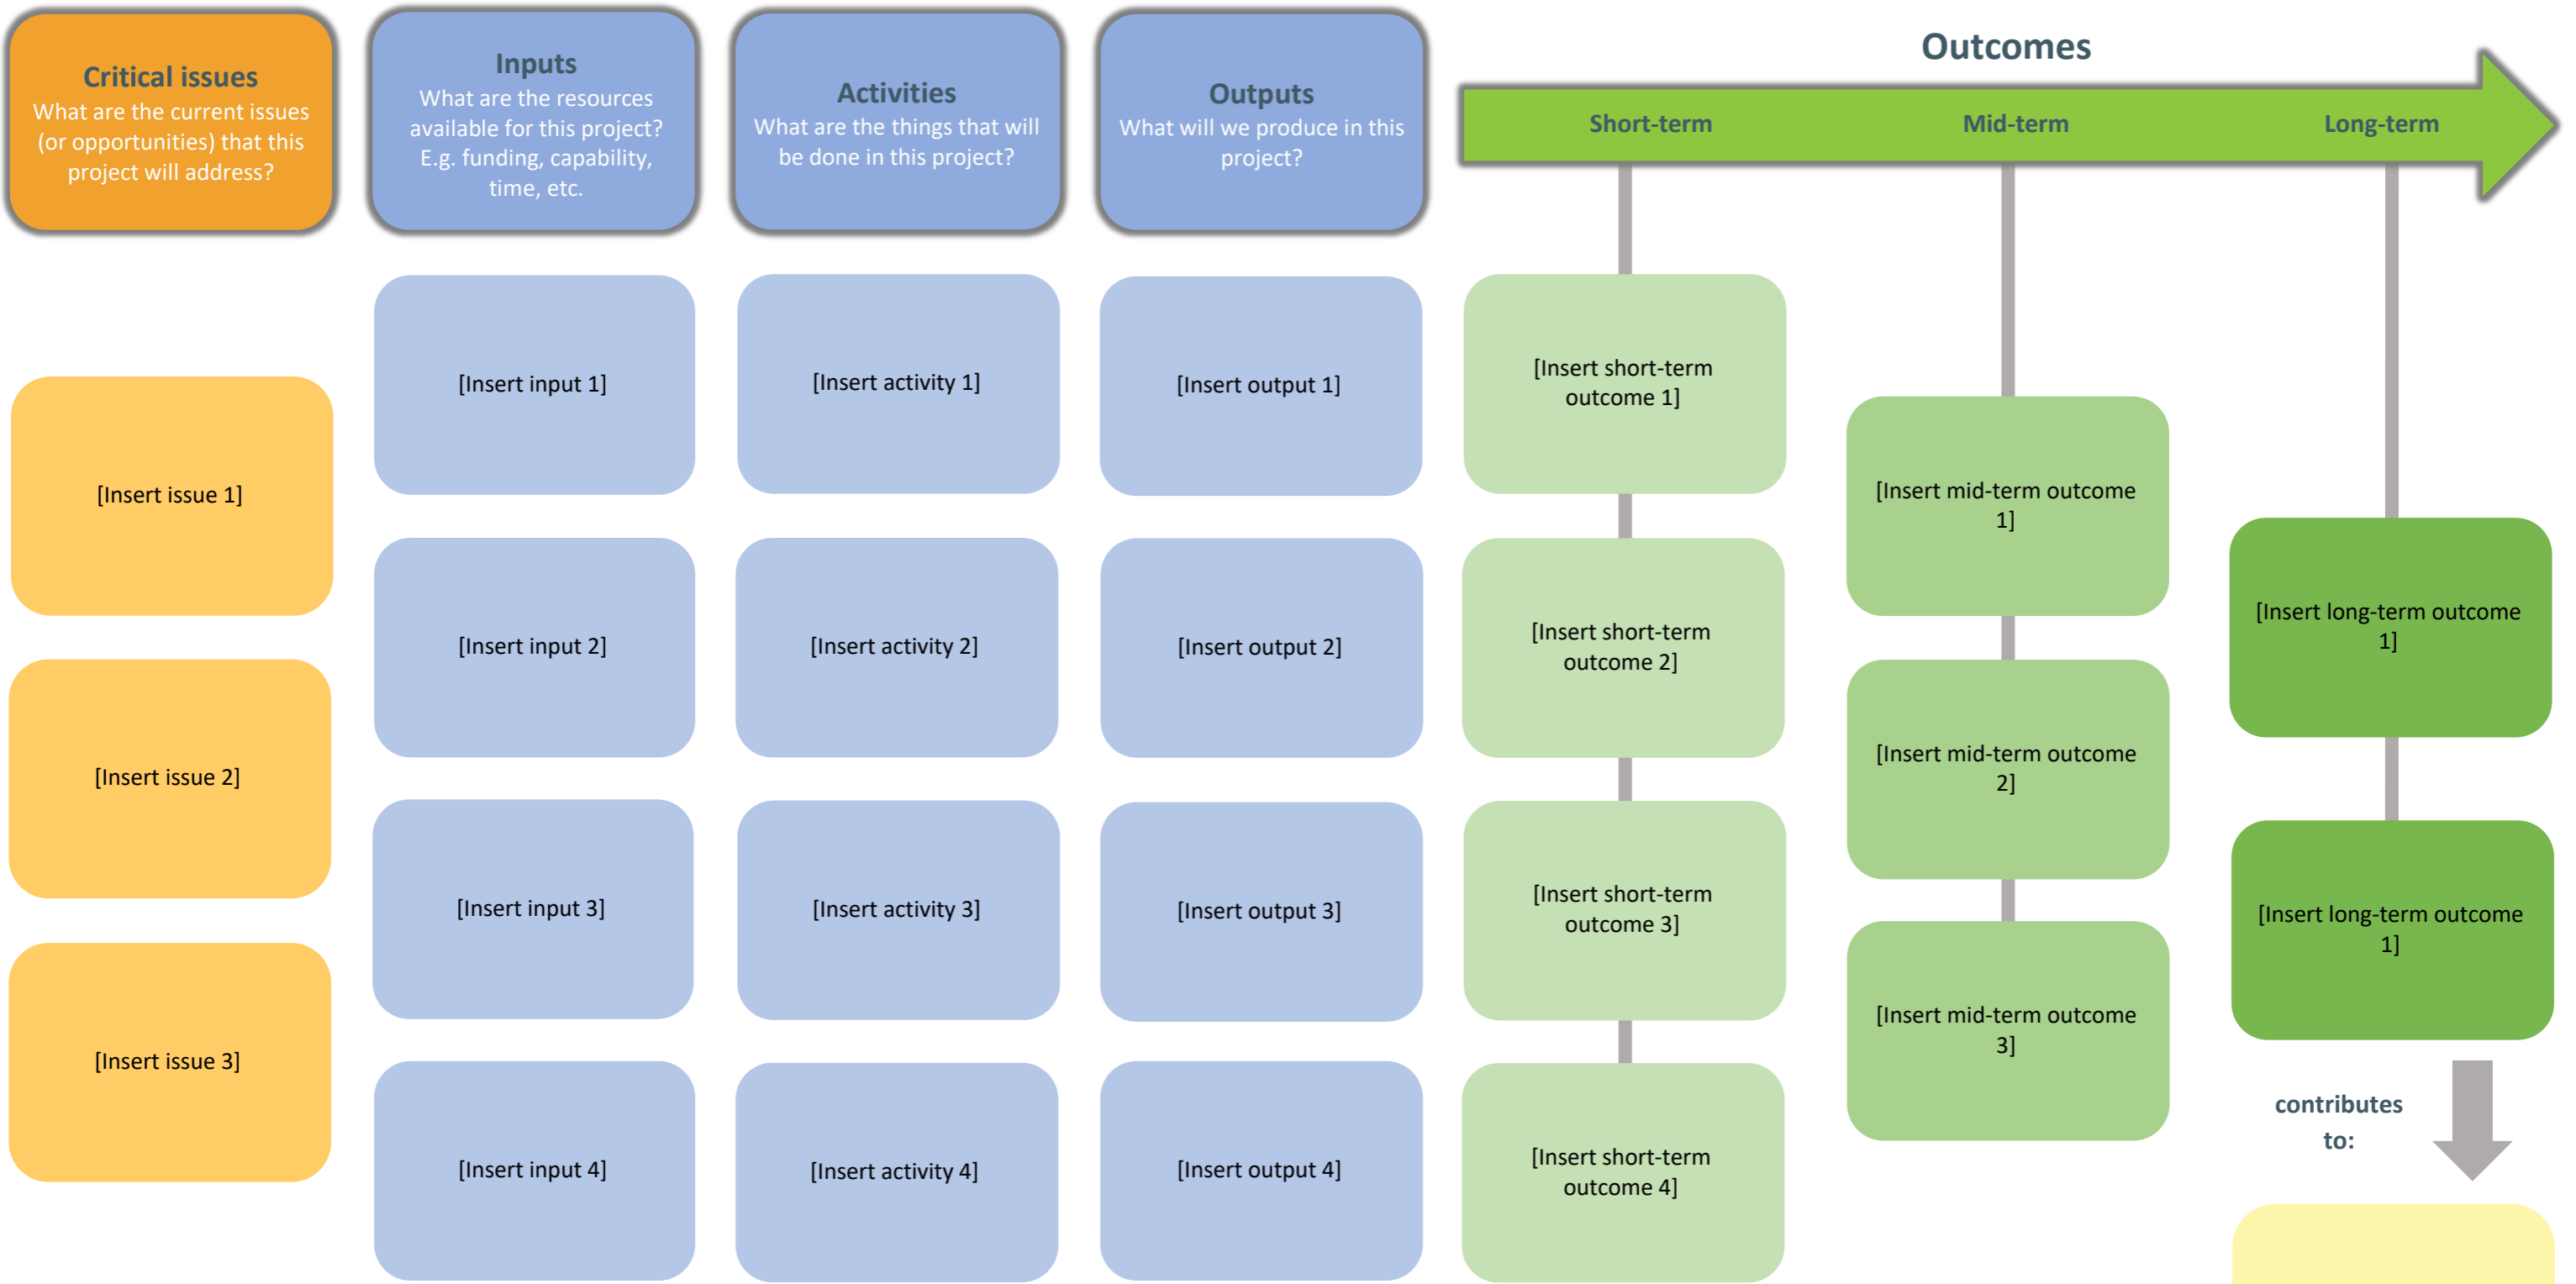 Critical issues
What are the current issues
(or opportunities) that this
project will address?
Inputs
What are the resources
available for this project?
E.g. funding, capability,
time, etc.
Activities
What are the things that will
be done in this project?
Outputs
What will we produce in this
project?
Outcomes
Short-term
Mid-term
Long-term
[Insert issue 1]
[Insert issue 2]
[Insert issue 3]
[Insert input 1]
[Insert input 2]
[Insert input 3]
[Insert input 4]
[Insert activity 1]
[Insert activity 2]
[Insert activity 3]
[Insert activity 4]
[Insert output 1]
[Insert output 2]
[Insert output 3]
[Insert output 4]
[Insert short-term
outcome 1]
[Insert short-term
outcome 2]
[Insert short-term
outcome 3]
[Insert short-term
outcome 4]
[Insert mid-term outcome
1]
[Insert mid-term outcome
2]
[Insert mid-term outcome
3]
[Insert long-term outcome
1]
[Insert long-term outcome
1]
contributes
to: